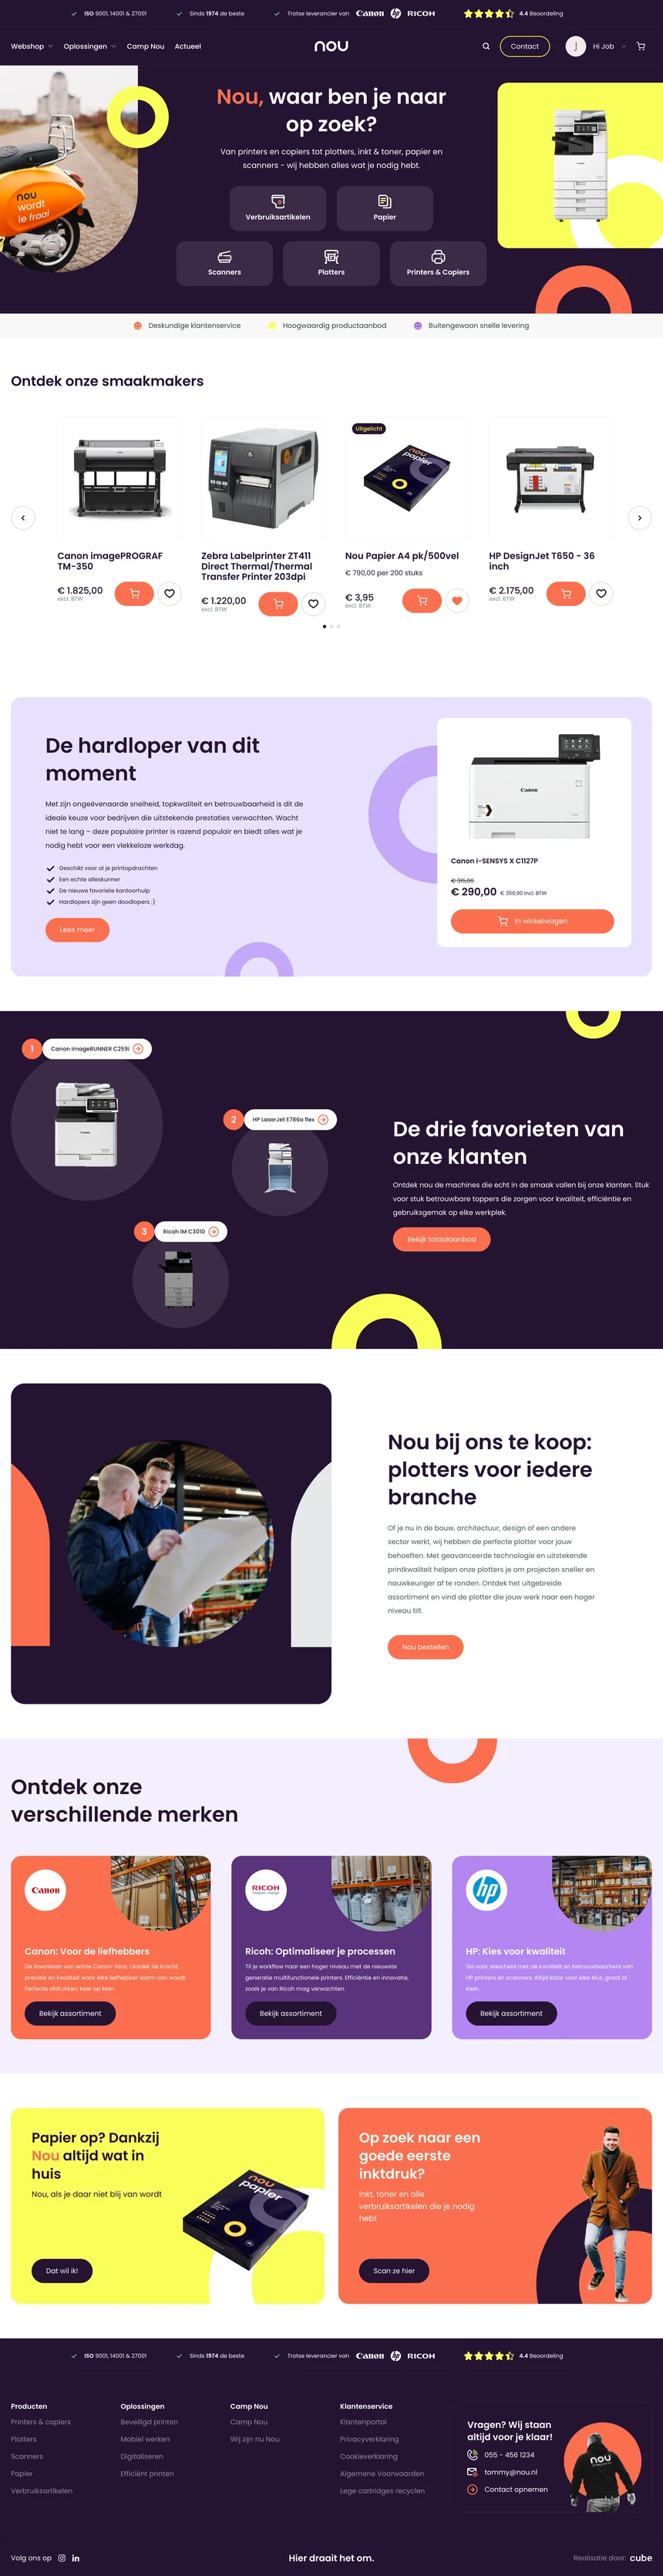 ISO 9001, 14001 & 27001
Sinds 1974 de beste
Trotse leverancier van Canon hp RICOH
4.4 Beoordeling
Webshop
Oplossingen
Camp Nou
Actueel
nou
Contact
J
Hi Job
nou
wordt
ie fraai
Nou, waar ben je naar
op zoek?
Van printers en copiers tot plotters, inkt & toner, papier en
scanners - wij hebben alles wat je nodig hebt.
Verbruiksartikelen
Papier
Scanners
Plotters
Printers & Copiers
Deskundige klantenservice
Hoogwaardig productaanbod
Buitengewoon snelle levering
Ontdek onze smaakmakers
Canon imagePROGRAF
TM-350
€ 1.825,00
excl. BTW
Zebra Labelprinter ZT411
Direct Thermal/Thermal
Transfer Printer 203dpi
€ 1.220,00
excl. BTW
Uitgelicht
nou
papier
Nou Papier A4 pk/500vel
€ 790,00 per 200 stuks
€ 3,95
excl. BTW
HP DesignJet T650 - 36
inch
€ 2.175,00
excl. BTW
De hardloper van dit
moment
Met zijn ongeëvenaarde snelheid, topkwaliteit en betrouwbaarheid is dit de
ideale keuze voor bedrijven die uitstekende prestaties verwachten. Wacht
niet te lang – deze populaire printer is razend populair en biedt alles wat je
nodig hebt voor een vlekkeloze werkdag.
Geschikt voor al je printopdrachten
Een echte alleskunner
De nieuwe favoriete kantoorhulp
Hardlopers zijn geen doodlopers ;)
Lees meer
Canon
Canon i-SENSYS X C1127P
€ 315,00
€ 290,00 € 350,90 incl. BTW
In winkelwagen
1
Canon imageRUNNER C259i
2
HP LaserJet E786a flex
3
Ricoh IM C3010
De drie favorieten van
onze klanten
Ontdek nou de machines die echt in de smaak vallen bij onze klanten. Stuk
voor stuk betrouwbare toppers die zorgen voor kwaliteit, efficiëntie en
gebruiksgemak op elke werkplek.
Bekijk totaalaanbod
Nou bij ons te koop:
plotters voor iedere
branche
Of je nu in de bouw, architectuur, design of een andere
sector werkt, wij hebben de perfecte plotter voor jouw
behoeften. Met geavanceerde technologie en uitstekende
printkwaliteit helpen onze plotters je om projecten sneller en
nauwkeuriger af te ronden. Ontdek het uitgebreide
assortiment en vind de plotter die jouw werk naar een hoger
niveau tilt.
Nou bestellen
Ontdek onze
verschillende merken
Canon
Canon: Voor de liefhebbers
De favorieten van echte Canon-fans. Ontdek de kracht,
precisie en kwaliteit waar elke liefhebber warm van wordt.
Perfecte afdrukken, keer op keer.
Bekijk assortiment
RICOH
imagine. change.
Ricoh: Optimaliseer je processen
Til je workflow naar een hoger niveau met de nieuwste
generatie multifunctionele printers. Efficiëntie en innovatie,
zoals je van Ricoh mag verwachten.
Bekijk assortiment
hp
HP: Kies voor kwaliteit
Ga voor zekerheid met de kwaliteit en betrouwbaarheid van
HP printers en scanners. Altijd klaar voor elke klus, groot of
klein.
Bekijk assortiment
Papier op? Dankzij
Nou altijd wat in
huis
Nou, als je daar niet blij van wordt
Dat wil ik!
nou
papier
Op zoek naar een
goede eerste
inktdruk?
Inkt, toner en alle
verbruiksartikelen die je nodig
hebt
Scan ze hier
ISO 9001, 14001 & 27001
Sinds 1974 de beste
Trotse leverancier van Canon hp RICOH
4.4 Beoordeling
Producten
Printers & copiers
Plotters
Scanners
Papier
Verbruiksartikelen
Oplossingen
Beveiligd printen
Mobiel werken
Digitaliseren
Efficiënt printen
Camp Nou
Camp Nou
Wij zijn nu Nou
Klantenservice
Klantenportal
Privacyverklaring
Cookieverklaring
Algemene Voorwaarden
Lege cartridges recyclen
Vragen? Wij staan
altijd voor je klaar!
055 - 456 1234
tommy@nou.nl
Contact opnemen
nou
Volg ons op
Hier draait het om.
Realisatie door: cube